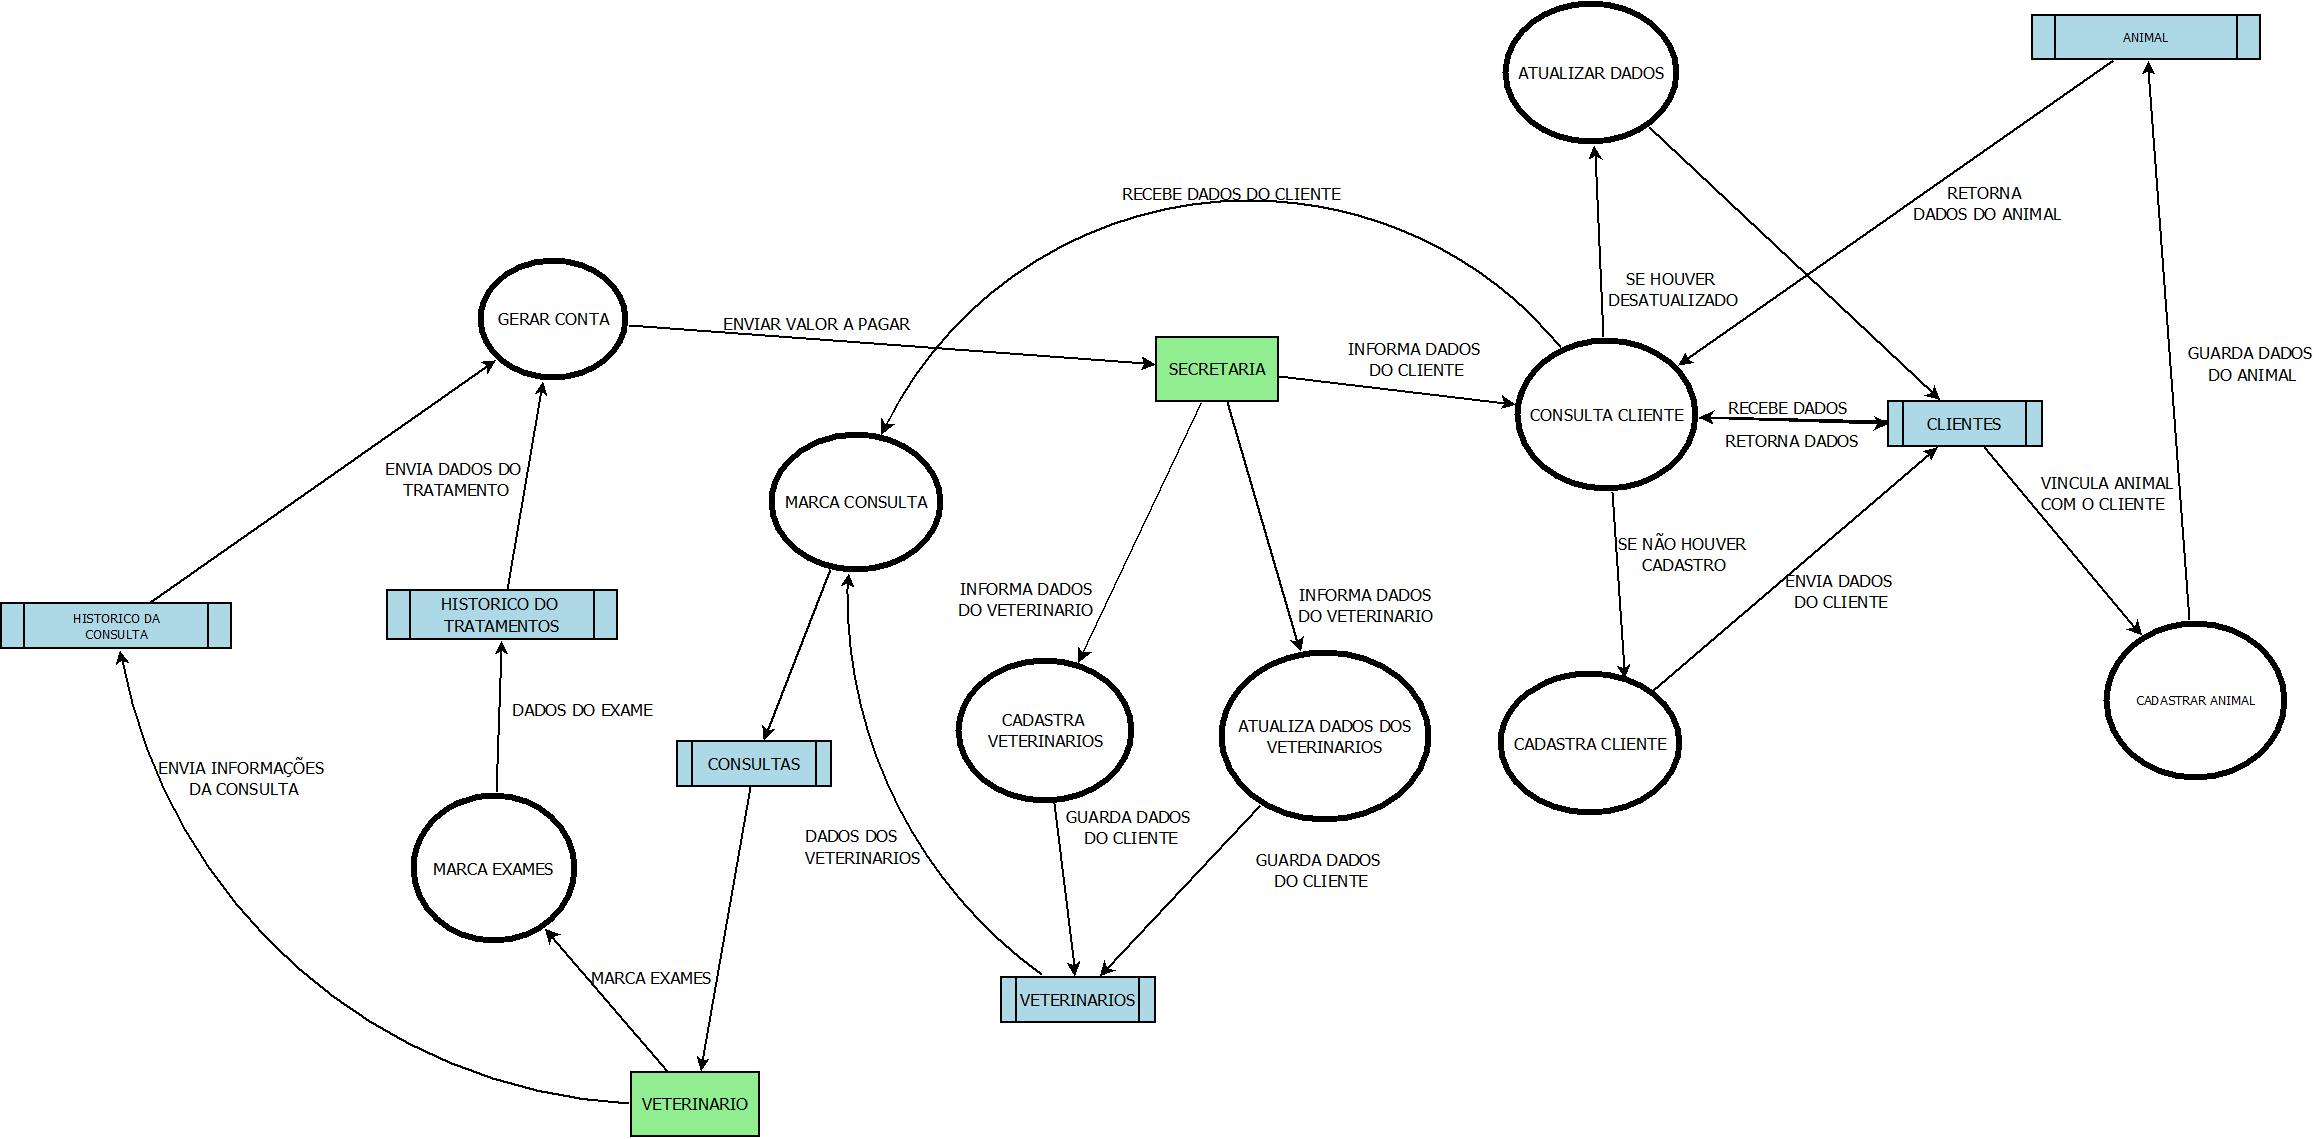 ANIMAL
ATUALIZAR DADOS
RECEBE DADOS DO CLIENTE
RETORNA
DADOS DO ANIMAL
SE HOUVER
DESATUALIZADO
GERAR CONTA
ENVIAR VALOR A PAGAR
SECRETARIA
INFORMA DADOS
DO CLIENTE
GUARDA DADOS
DO ANIMAL
CONSULTA CLIENTE
RECEBE DADOS
RETORNA DADOS
CLIENTES
ENVIA DADOS DO
TRATAMENTO
MARCA CONSULTA
VINCULA ANIMAL
COM O CLIENTE
SE NÃO HOUVER
CADASTRO
ENVIA DADOS
DO CLIENTE
HISTORICO DA
CONSULTA
HISTORICO DO
TRATAMENTOS
INFORMA DADOS
DO VETERINARIO
INFORMA DADOS
DO VETERINARIO
DADOS DO EXAME
CADASTRA
VETERINARIOS
ATUALIZA DADOS DOS
VETERINARIOS
CADASTRA CLIENTE
CADASTRAR ANIMAL
ENVIA INFORMAÇÕES
DA CONSULTA
CONSULTAS
GUARDA DADOS
DO CLIENTE
DADOS DOS
VETERINARIOS
GUARDA DADOS
DO CLIENTE
MARCA EXAMES
MARCA EXAMES
VETERINARIOS
VETERINARIO